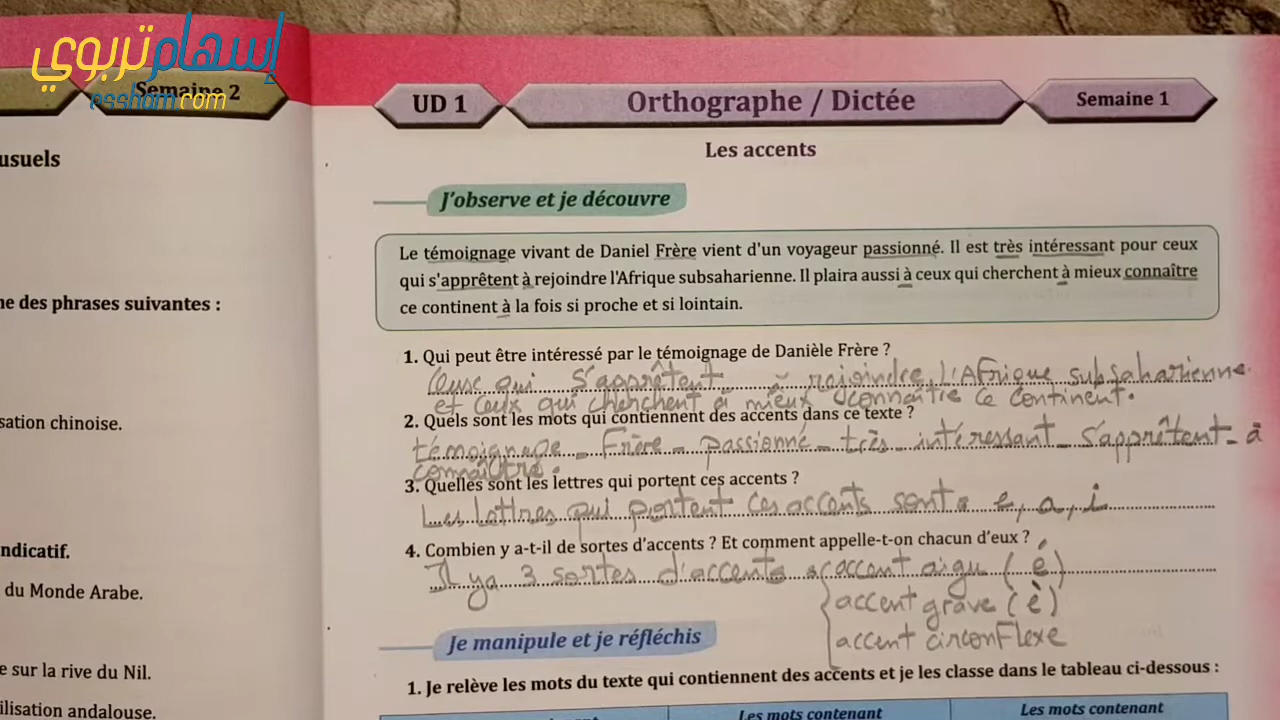 إسهام تربوي
essham.com
Semaine 2
usuels
ne des phrases suivantes :
sation chinoise.
ndicatif.
du Monde Arabe.
e sur la rive du Nil.
ilisation andalouse.
UD 1
Orthographe / Dictée
Semaine 1
Les accents
J'observe et je découvre
Le témoignage vivant de Daniel Frère vient d'un voyageur passionné. Il est très intéressant pour ceux
qui s'apprêtent à rejoindre l'Afrique subsaharienne. Il plaira aussi à ceux qui cherchent à mieux connaître
ce continent à la fois si proche et si lointain.
1. Qui peut être intéressé par le témoignage de Danièle Frère ?
Ceux qui s'apprêtent à rejoindre l'Afrique subsaharienne
et ceux qui cherchent à mieux connaître ce continent.
2. Quels sont les mots qui contiennent des accents dans ce texte ?
témoignage - Frère - passionné - très - intéressant - s'apprêtent - à
connaître.
3. Quelles sont les lettres qui portent ces accents ?
Les lettres qui portent ces accents sont : e, a, i
4. Combien y a-t-il de sortes d'accents ? Et comment appelle-t-on chacun d'eux ?
Il ya 3 sortes d'accents : accent aigu (é)
accent grave (è)
accent circonflexe
Je manipule et je réfléchis
1. Je relève les mots du texte qui contiennent des accents et je les classe dans le tableau ci-dessous :
Les mots contenant
Les mots contenant